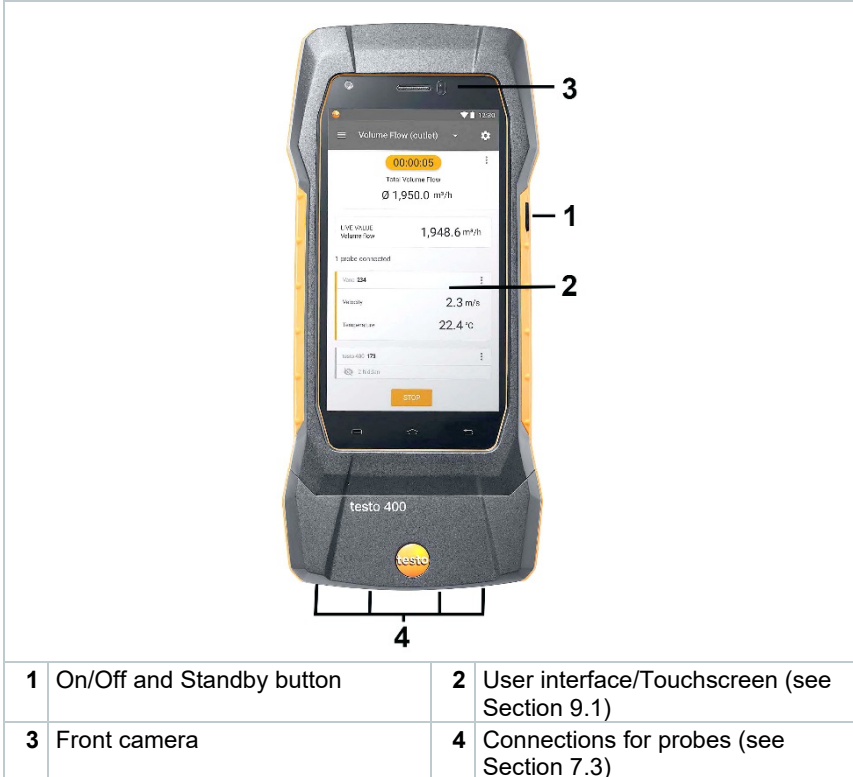 3
12:30
Volume Flow (outlet)
00:00:05
Total Volume Flow
Ø 1,950.0 m³/h
1
LIVE VALUE
Volume flow
1,948.6 m³/h
1 probe connected
234
2
Velocity
2.3 m/s
Temperature
22.4 °C
testo 400 173
STOP
testo 400
testo
4
1 On/Off and Standby button
2 User interface/Touchscreen (see
Section 9.1)
3 Front camera
4 Connections for probes (see
Section 7.3)